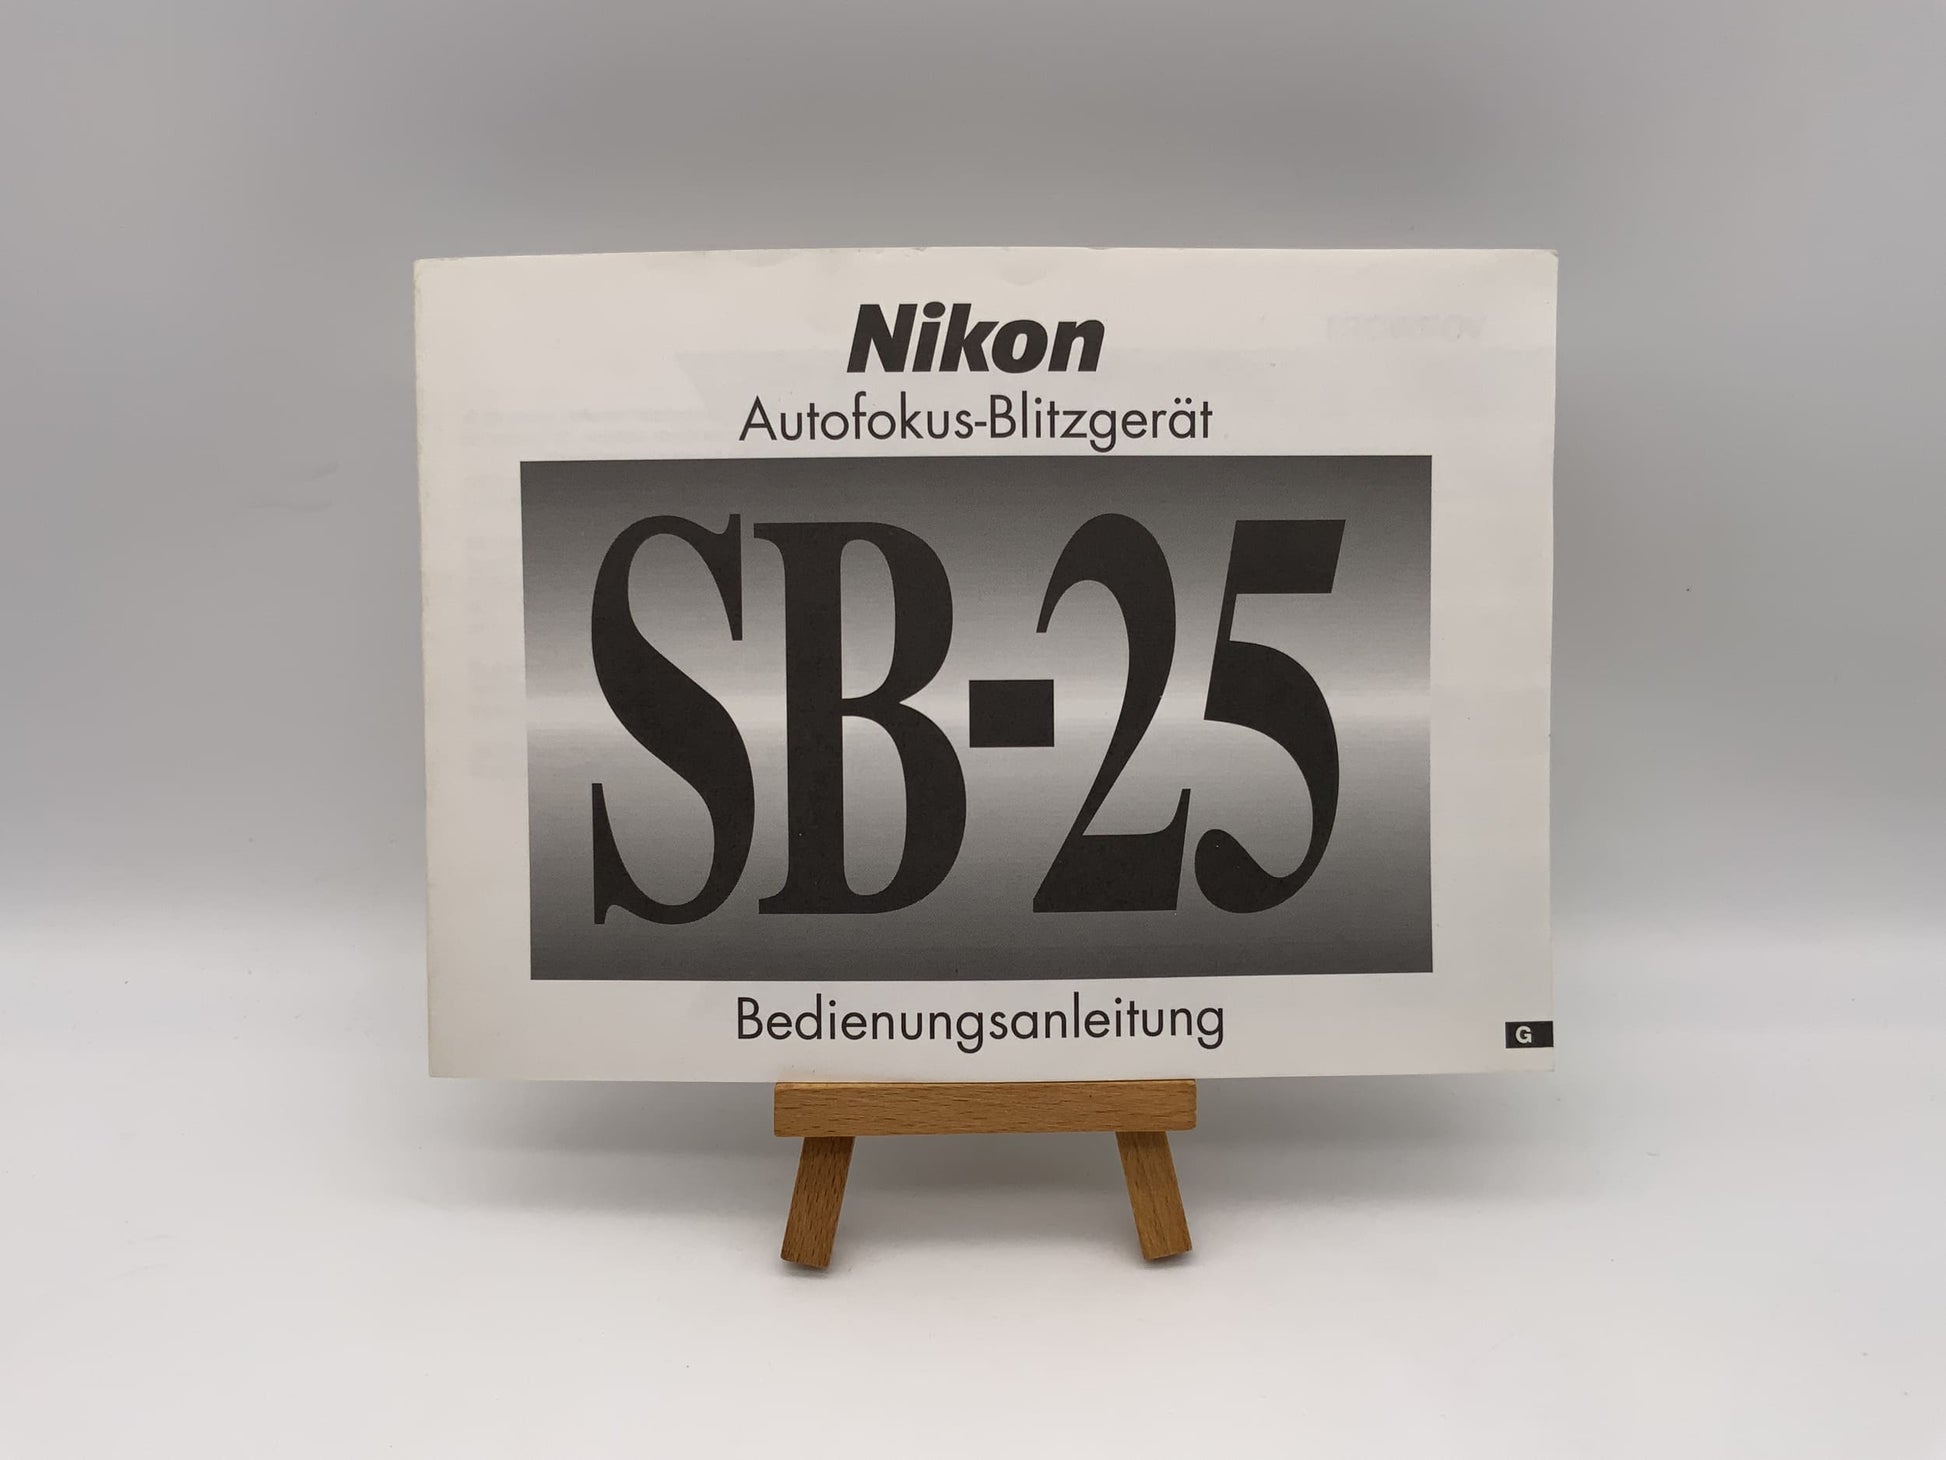 Nikon
Autofokus-Blitzgerät
SB-25
Bedienungsanleitung
G